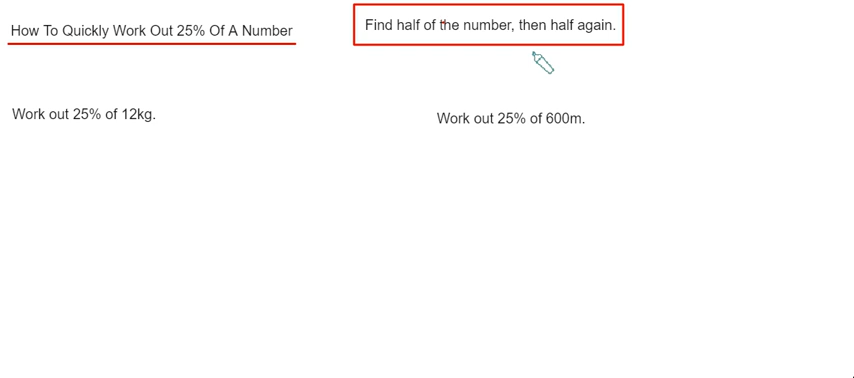 How To Quickly Work Out 25% Of A Number
Find half of the number, then half again.
Work out 25% of 12kg.
Work out 25% of 600m.